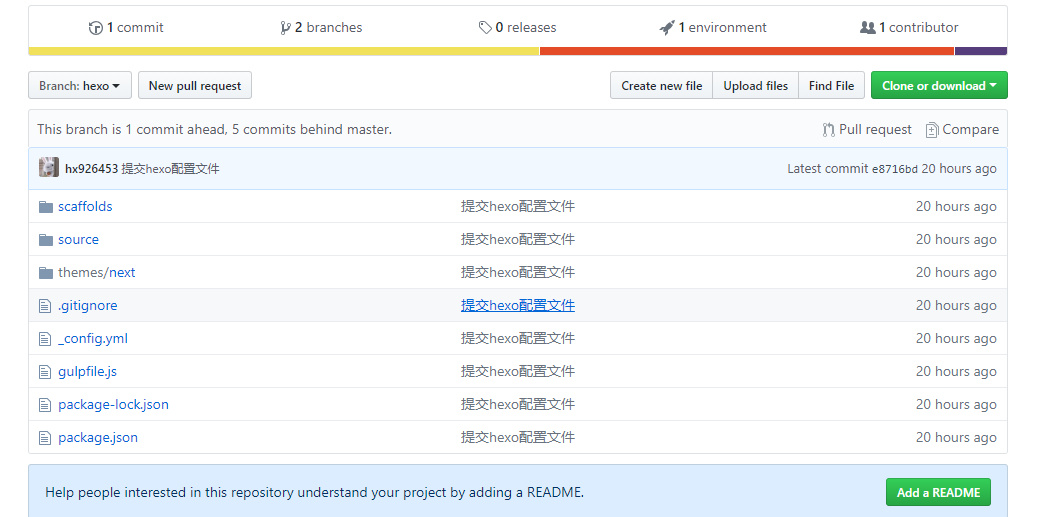 1 commit 2 branches 0 releases 1 environment 1 contributor
Branch: hexo New pull request Create new file Upload files Find File Clone or download
This branch is 1 commit ahead, 5 commits behind master. Pull request Compare
hx926453 提交hexo配置文件 Latest commit e8716bd 20 hours ago
scaffolds 提交hexo配置文件 20 hours ago
source 提交hexo配置文件 20 hours ago
themes/next 提交hexo配置文件 20 hours ago
.gitignore 提交hexo配置文件 20 hours ago
_config.yml 提交hexo配置文件 20 hours ago
gulpfile.js 提交hexo配置文件 20 hours ago
package-lock.json 提交hexo配置文件 20 hours ago
package.json 提交hexo配置文件 20 hours ago
Help people interested in this repository understand your project by adding a README. Add a README